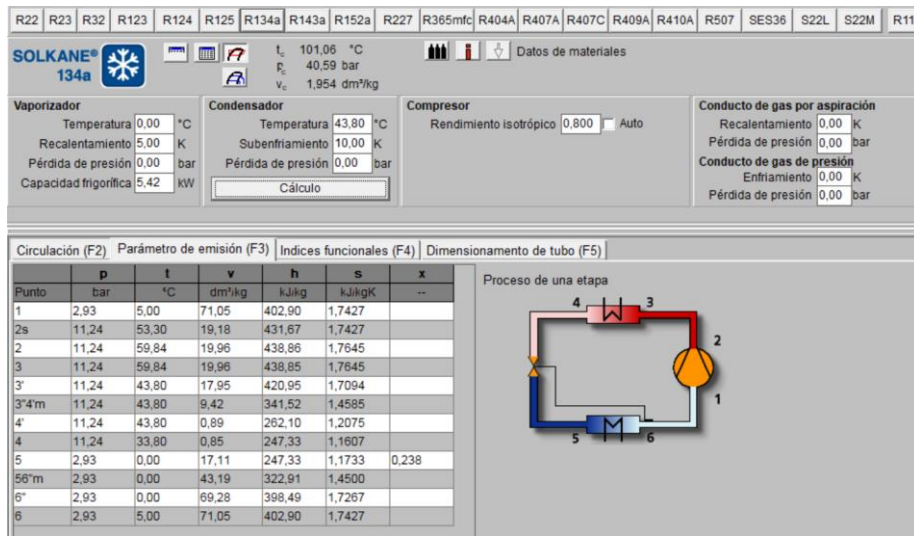 R22 R23 R32 R123 R124 R125 R134a R143a R152a R227 R365mfc R404A R407A R407C R409A R410A R507 SES36 S22L S22M R11
SOLKANE®
134a
tc 101,06 °C
pc 40,59 bar
vc 1,954 dm³/kg
Datos de materiales
Vaporizador
Temperatura 0,00 °C
Recalentamiento 5,00 K
Pérdida de presión 0,00 bar
Capacidad frigorífica 5,42 kW
Condensador
Temperatura 43,80 °C
Subenfriamiento 10,00 K
Pérdida de presión 0,00 bar
Cálculo
Compresor
Rendimiento isotrópico 0,800 Auto
Conducto de gas por aspiración
Recalentamiento 0,00 K
Pérdida de presión 0,00 bar
Conducto de gas de presión
Enfriamiento 0,00 K
Pérdida de presión 0,00 bar
Circulación (F2) Parámetro de emisión (F3) Indices funcionales (F4) Dimensionamento de tubo (F5)
p t v h s x
Punto bar °C dm³/kg kJ/kg kJ/kgK --
1 2,93 5,00 71,05 402,90 1,7427
2s 11,24 53,30 19,18 431,67 1,7427
2 11,24 59,84 19,96 438,86 1,7645
3 11,24 59,84 19,96 438,85 1,7645
3' 11,24 43,80 17,95 420,95 1,7094
3"4'm 11,24 43,80 9,42 341,52 1,4585
4' 11,24 43,80 0,89 262,10 1,2075
4 11,24 33,80 0,85 247,33 1,1607
5 2,93 0,00 17,11 247,33 1,1733 0,238
56"m 2,93 0,00 43,19 322,91 1,4500
6" 2,93 0,00 69,28 398,49 1,7267
6 2,93 5,00 71,05 402,90 1,7427
Proceso de una etapa
4 3
2
1
5 6